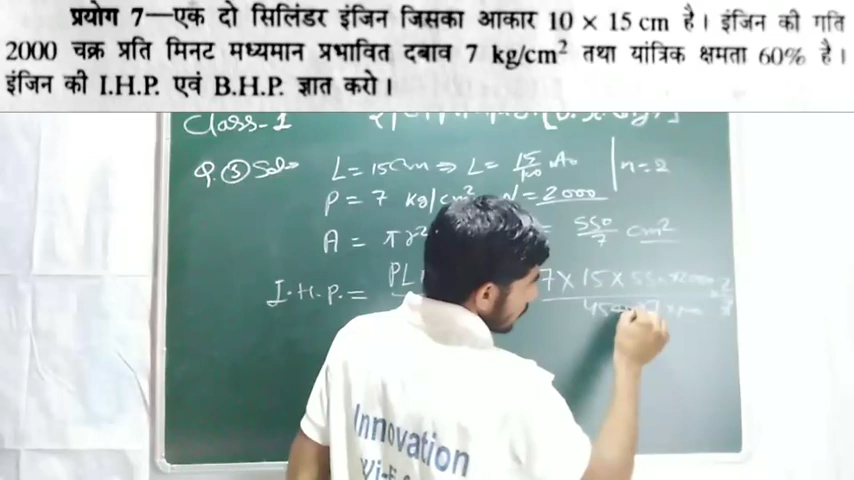 प्रयोग 7—एक दो सिलिंडर इंजिन जिसका आकार 10 × 15 cm है। इंजिन की गति
2000 चक्र प्रति मिनट मध्यमान प्रभावित दबाव 7 kg/cm² तथा यांत्रिक क्षमता 60% है।
इंजिन की I.H.P. एवं B.H.P. ज्ञात करो।
Class-1
Q. ③ Soln L = 15cm ⇒ L = 15/100 n = 2
P = 7 kg/cm² N = 2000
A = πr² = 550/7 cm²
I.H.P. = PL 7 × 15 × 550
Innovation
Wi-F